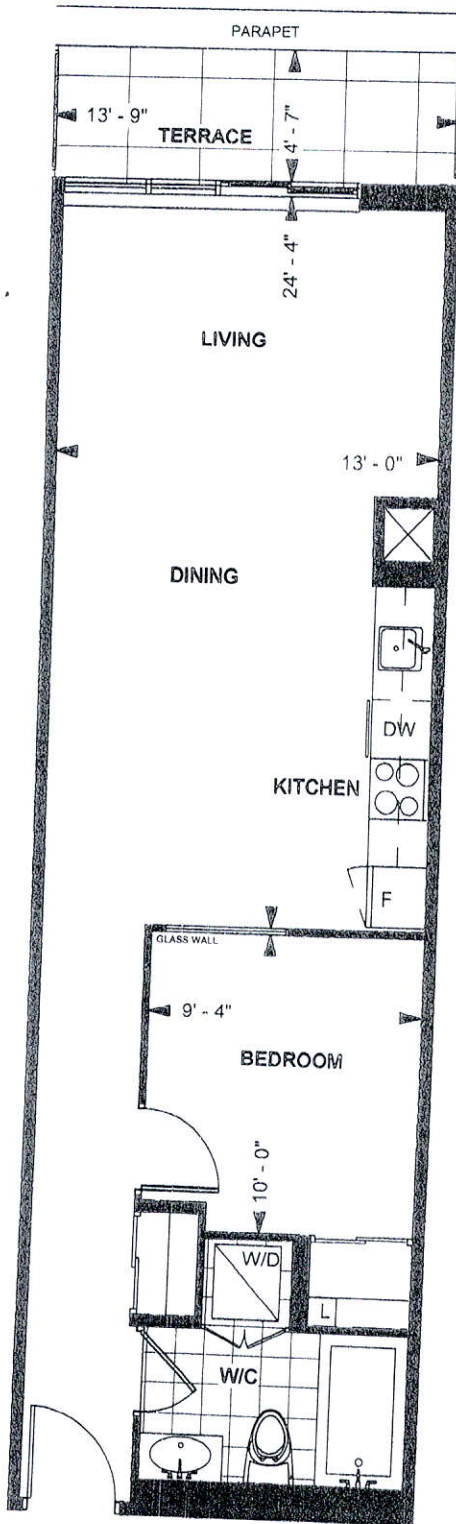 PARAPET
13' - 9"
TERRACE
4' - 7"
24' - 4"
LIVING
13' - 0"
DINING
DW
KITCHEN
F
GLASS WALL
9' - 4"
BEDROOM
10' - 0"
W/D
L
W/C